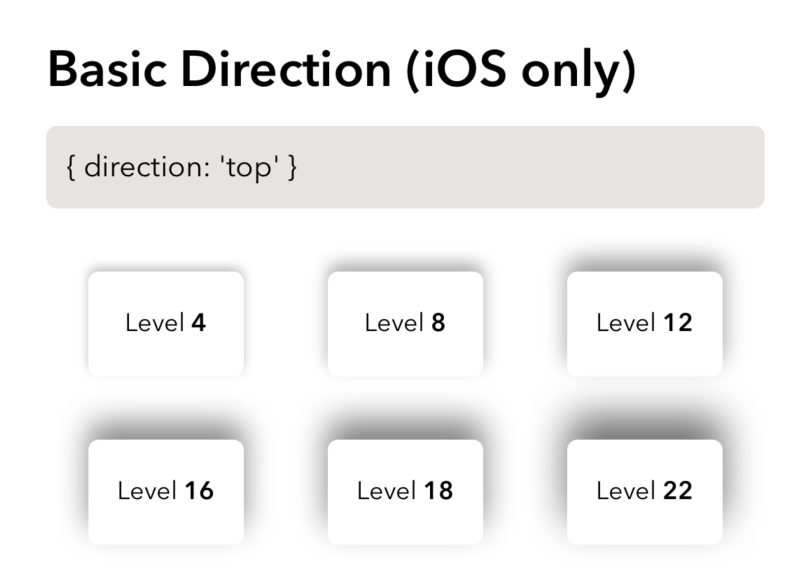 Basic Direction (iOS only)
{ direction: 'top' }
Level 4
Level 8
Level 12
Level 16
Level 18
Level 22